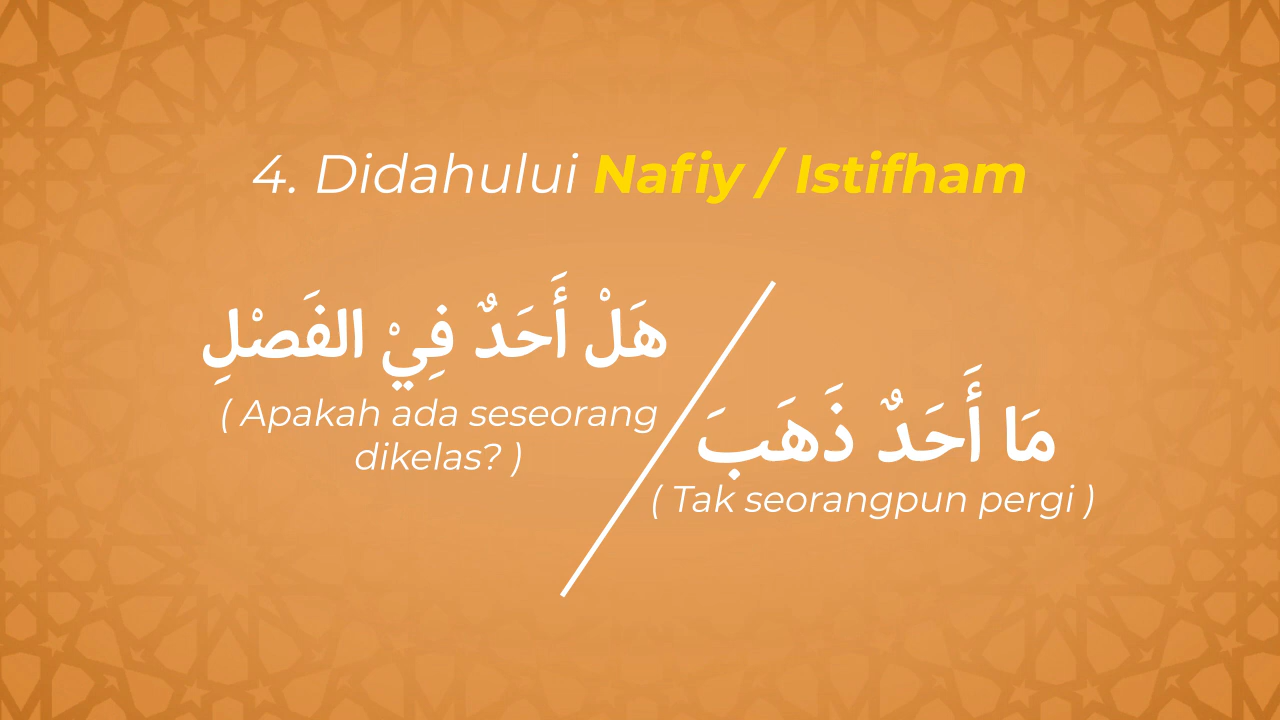 4. Didahului Nafiy / Istifham
هَلْ أَحَدٌ فِيْ الفَصْلِ
( Apakah ada seseorang
dikelas? )
مَا أَحَدٌ ذَهَبَ
( Tak seorangpun pergi )